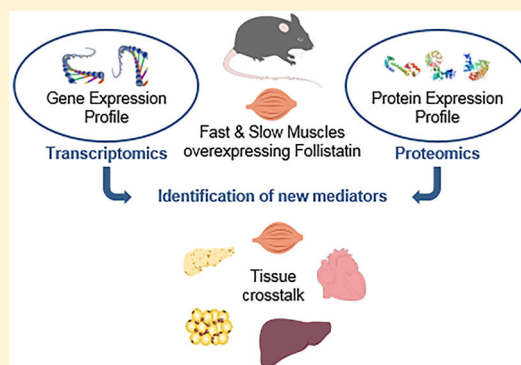 Gene Expression
Profile
Transcriptomics
Fast & Slow Muscles
overexpressing Follistatin
Protein Expression
Profile
Proteomics
Identification of new mediators
Tissue
crosstalk